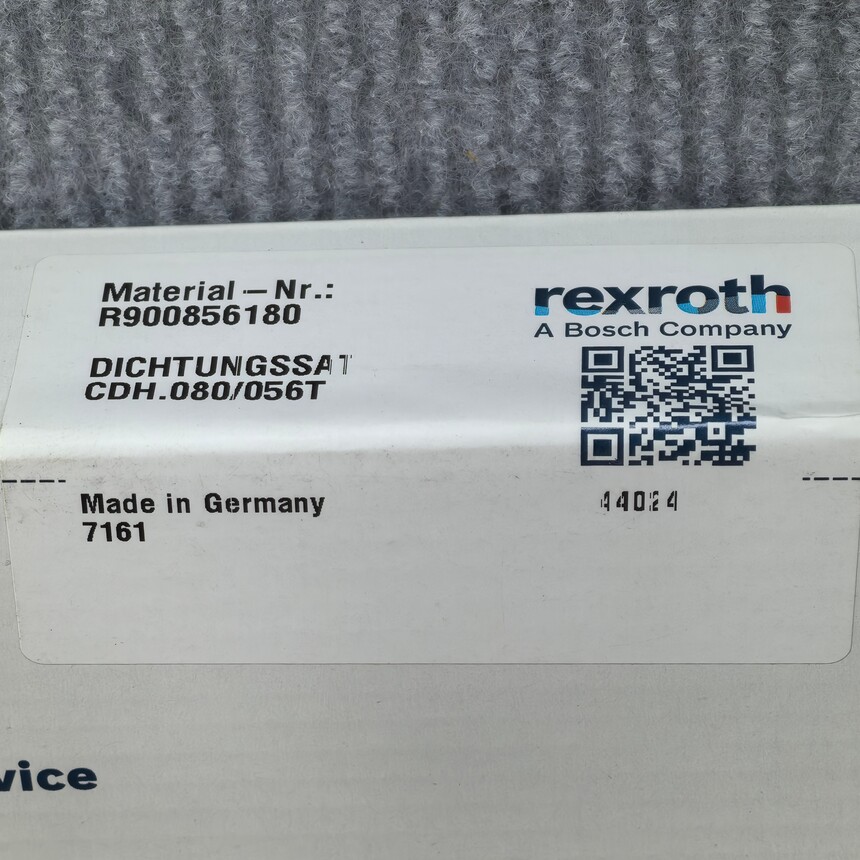 Material-Nr.:
R900856180
rexroth
A Bosch Company
DICHTUNGSSAT
CDH.080/056T
Made in Germany
7161
44024
vice